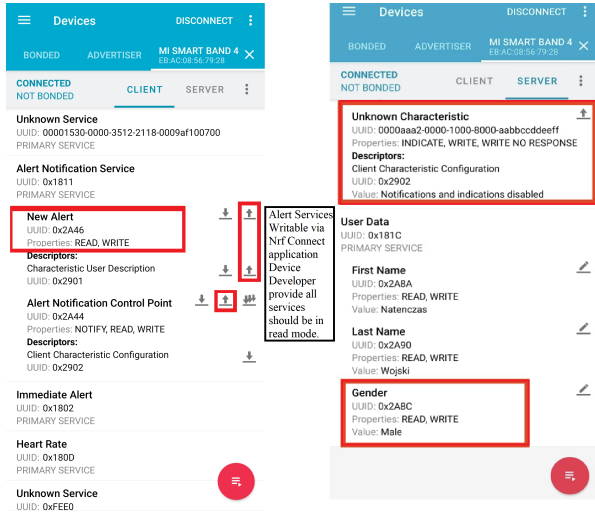 Devices DISCONNECT
BONDED ADVERTISER MI SMART BAND 4
EB:AC:08:56:79:28
CONNECTED
NOT BONDED CLIENT SERVER
Unknown Service
UUID: 00001530-0000-3512-2118-0009af100700
PRIMARY SERVICE
Alert Notification Service
UUID: 0x1811
PRIMARY SERVICE
New Alert
UUID: 0x2A46
Properties: READ, WRITE
Descriptors:
Characteristic User Description
UUID: 0x2901
Alert Notification Control Point
UUID: 0x2A44
Properties: NOTIFY, READ, WRITE
Descriptors:
Client Characteristic Configuration
UUID: 0x2902
Immediate Alert
UUID: 0x1802
PRIMARY SERVICE
Heart Rate
UUID: 0x180D
PRIMARY SERVICE
Unknown Service
UUID: 0xFEE0
Alert Services
Writable via
Nrf Connect
application
Device
Developer
provide all
services
should be in
read mode.
Devices DISCONNECT
BONDED ADVERTISER MI SMART BAND 4
EB:AC:08:56:79:28
CONNECTED
NOT BONDED CLIENT SERVER
Unknown Characteristic
UUID: 0000aaa2-0000-1000-8000-aabbccddeeff
Properties: INDICATE, WRITE, WRITE NO RESPONSE
Descriptors:
Client Characteristic Configuration
UUID: 0x2902
Value: Notifications and indications disabled
User Data
UUID: 0x181C
PRIMARY SERVICE
First Name
UUID: 0x2A8A
Properties: READ, WRITE
Value: Natenczas
Last Name
UUID: 0x2A90
Properties: READ, WRITE
Value: Wojski
Gender
UUID: 0x2A8C
Properties: READ, WRITE
Value: Male